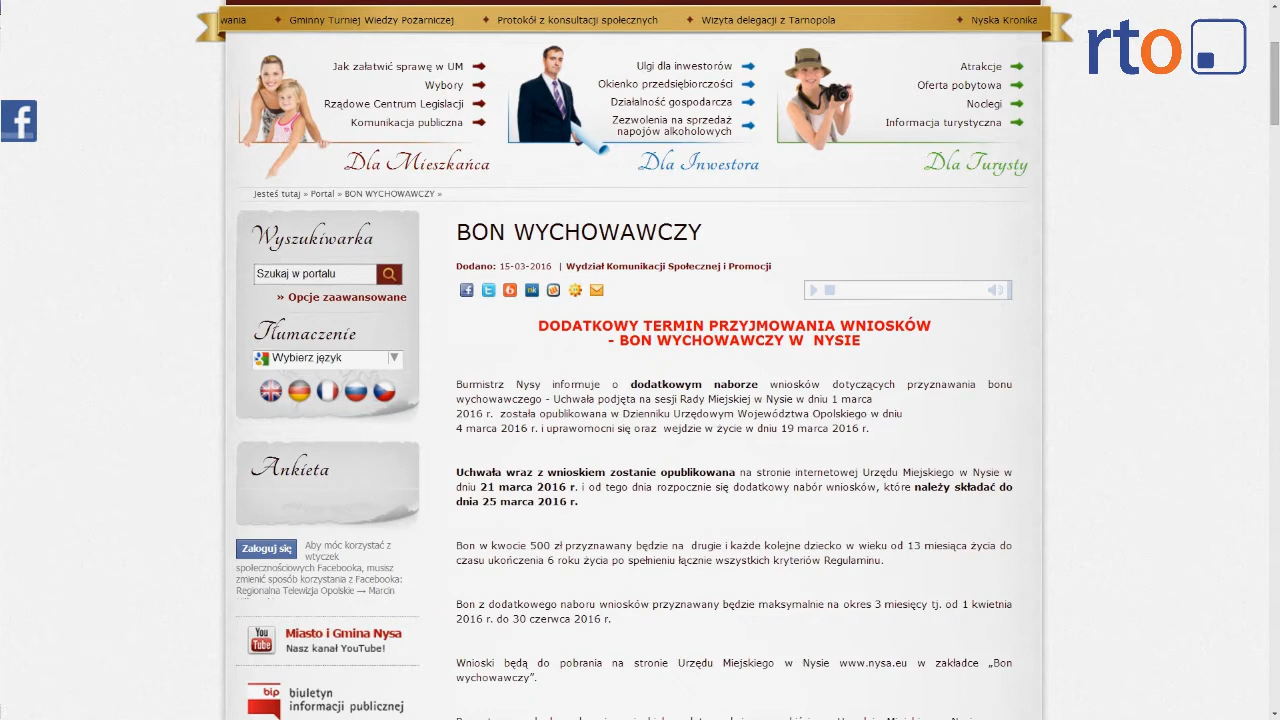 wania ✦ Gminny Turniej Wiedzy Pożarniczej ✦ Protokół z konsultacji społecznych ✦ Wizyta delegacji z Tarnopola ✦ Nyska Kronika
rto
Jak załatwić sprawę w UM
Wybory
Rządowe Centrum Legislacji
Komunikacja publiczna
Dla Mieszkańca
Ulgi dla inwestorów
Okienko przedsiębiorczości
Działalność gospodarcza
Zezwolenia na sprzedaż
napojów alkoholowych
Dla Inwestora
Atrakcje
Oferta pobytowa
Noclegi
Informacja turystyczna
Dla Turysty
Jesteś tutaj » Portal » BON WYCHOWAWCZY »
Wyszukiwarka
Szukaj w portalu
» Opcje zaawansowane
Tłumaczenie
Wybierz język
Ankieta
Zaloguj się Aby móc korzystać z
wtyczek
społecznościowych Facebooka, musisz
zmienić sposób korzystania z Facebooka:
Regionalna Telewizja Opolskie → Marcin
You Tube
Miasto i Gmina Nysa
Nasz kanał YouTube!
bip
biuletyn
informacji publicznej
BON WYCHOWAWCZY
Dodano: 15-03-2016 | Wydział Komunikacji Społecznej i Promocji
DODATKOWY TERMIN PRZYJMOWANIA WNIOSKÓW
- BON WYCHOWAWCZY W NYSIE
Burmistrz Nysy informuje o dodatkowym naborze wniosków dotyczących przyznawania bonu
wychowawczego - Uchwała podjęta na sesji Rady Miejskiej w Nysie w dniu 1 marca
2016 r. została opublikowana w Dzienniku Urzędowym Województwa Opolskiego w dniu
4 marca 2016 r. i uprawomocni się oraz wejdzie w życie w dniu 19 marca 2016 r.
Uchwała wraz z wnioskiem zostanie opublikowana na stronie internetowej Urzędu Miejskiego w Nysie w
dniu 21 marca 2016 r. i od tego dnia rozpocznie się dodatkowy nabór wniosków, które należy składać do
dnia 25 marca 2016 r.
Bon w kwocie 500 zł przyznawany będzie na drugie i każde kolejne dziecko w wieku od 13 miesiąca życia do
czasu ukończenia 6 roku życia po spełnieniu łącznie wszystkich kryteriów Regulaminu.
Bon z dodatkowego naboru wniosków przyznawany będzie maksymalnie na okres 3 miesięcy tj. od 1 kwietnia
2016 r. do 30 czerwca 2016 r.
Wnioski będą do pobrania na stronie Urzędu Miejskiego w Nysie www.nysa.eu w zakładce „Bon
wychowawczy”.